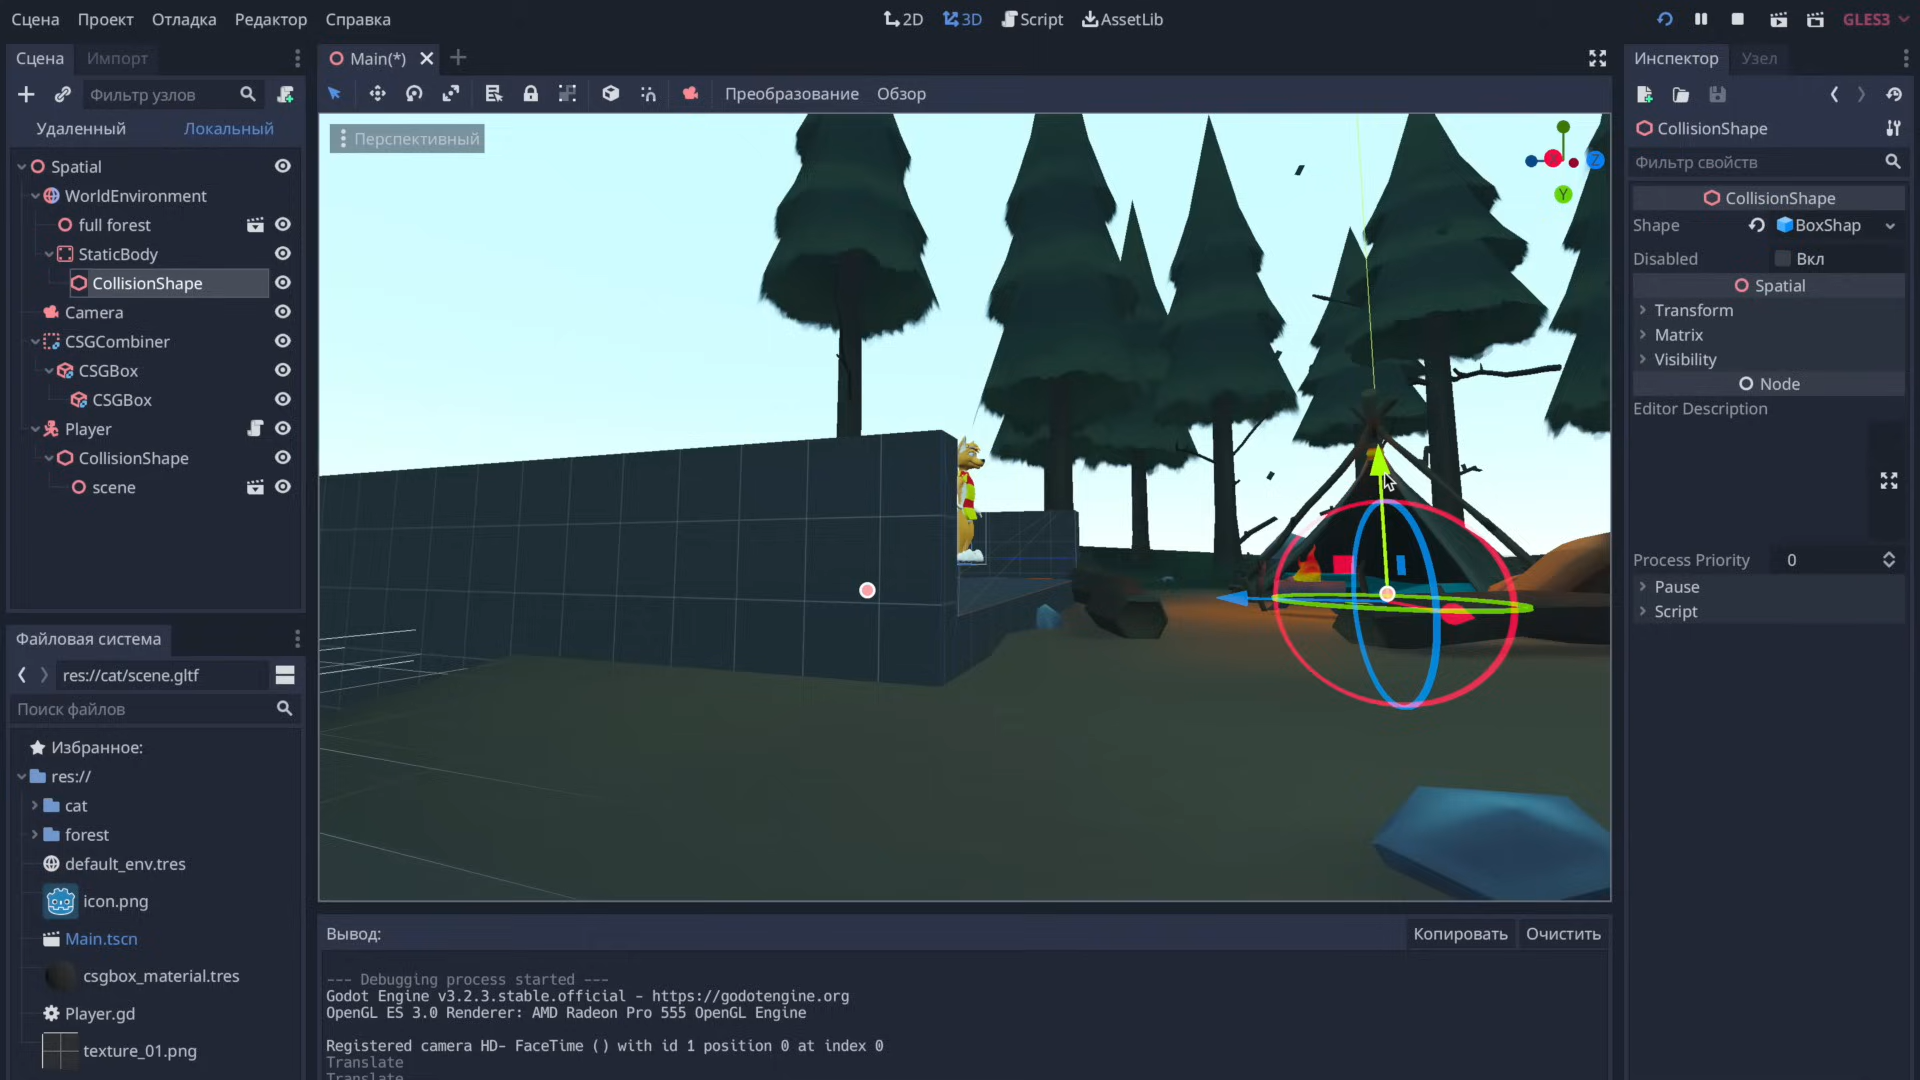 Сцена Проект Отладка Редактор Справка
2D 3D Script AssetLib
GLES3
Сцена Импорт
Фильтр узлов
Удаленный Локальный
Spatial
WorldEnvironment
full forest
StaticBody
CollisionShape
Camera
CSGCombiner
CSGBox
CSGBox
Player
CollisionShape
scene
Файловая система
res://cat/scene.gltf
Поиск файлов
Избранное:
res://
cat
forest
default_env.tres
icon.png
Main.tscn
csgbox_material.tres
Player.gd
texture_01.png
Main(*)
Преобразование Обзор
Перспективный
Z
Y
Вывод:
Копировать Очистить
--- Debugging process started ---
Godot Engine v3.2.3.stable.official - https://godotengine.org
OpenGL ES 3.0 Renderer: AMD Radeon Pro 555 OpenGL Engine
Registered camera HD- FaceTime () with id 1 position 0 at index 0
Translate
Translate
Инспектор Узел
CollisionShape
Фильтр свойств
CollisionShape
Shape BoxShap
Disabled Вкл
Spatial
Transform
Matrix
Visibility
Node
Editor Description
Process Priority 0
Pause
Script